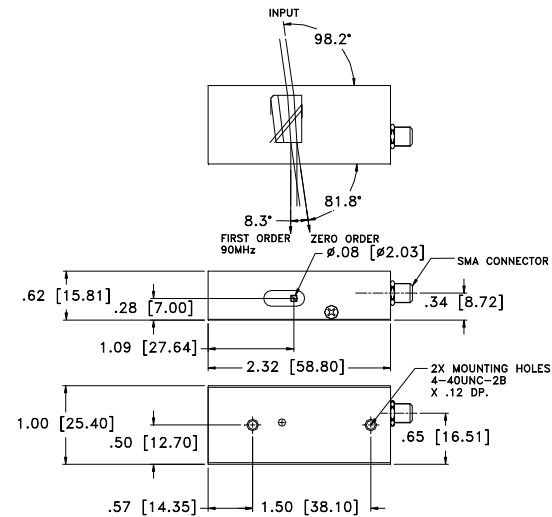 INPUT
98.2°
81.8°
8.3°
FIRST ORDER
90MHz
ZERO ORDER
ø.08 [ø2.03]
SMA CONNECTOR
.62 [15.81]
.28 [7.00]
.34 [8.72]
1.09 [27.64]
2.32 [58.80]
2X MOUNTING HOLES
4-40UNC-2B
X .12 DP.
1.00 [25.40]
.50 [12.70]
.65 [16.51]
.57 [14.35]
1.50 [38.10]